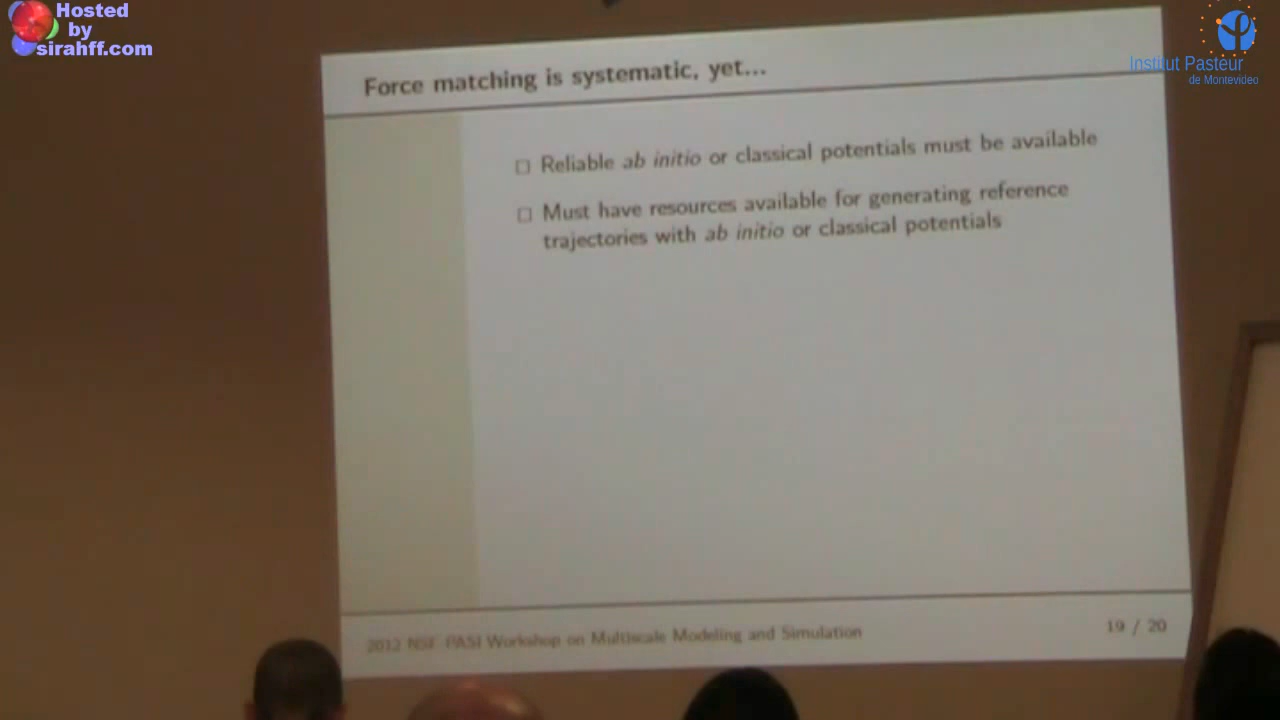 Hosted
by
sirahff.com
Institut Pasteur
de Montevideo
Force matching is systematic, yet...
Reliable ab initio or classical potentials must be available
Must have resources available for generating reference
trajectories with ab initio or classical potentials
2012 NSF-PASI Workshop on Multiscale Modeling and Simulation
19 / 20